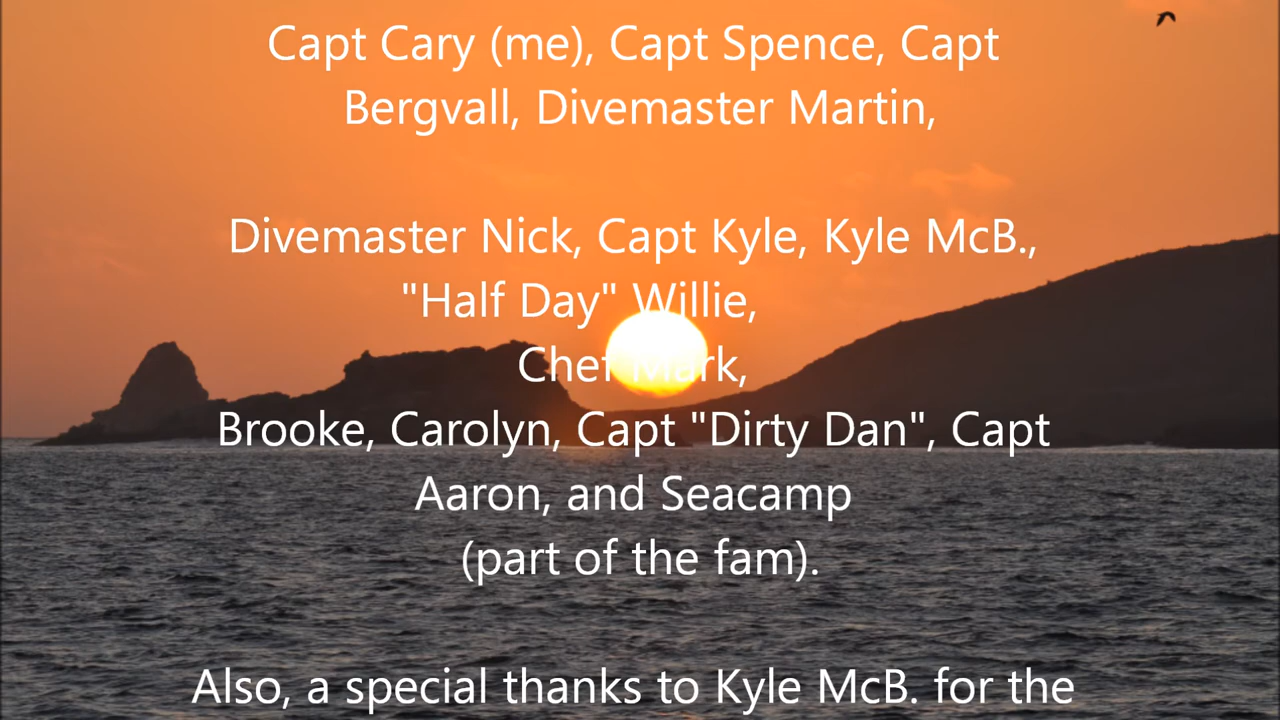 Capt Cary (me), Capt Spence, Capt
Bergvall, Divemaster Martin,
Divemaster Nick, Capt Kyle, Kyle McB.,
"Half Day" Willie,
Chef Mark,
Brooke, Carolyn, Capt "Dirty Dan", Capt
Aaron, and Seacamp
(part of the fam).
Also, a special thanks to Kyle McB. for the